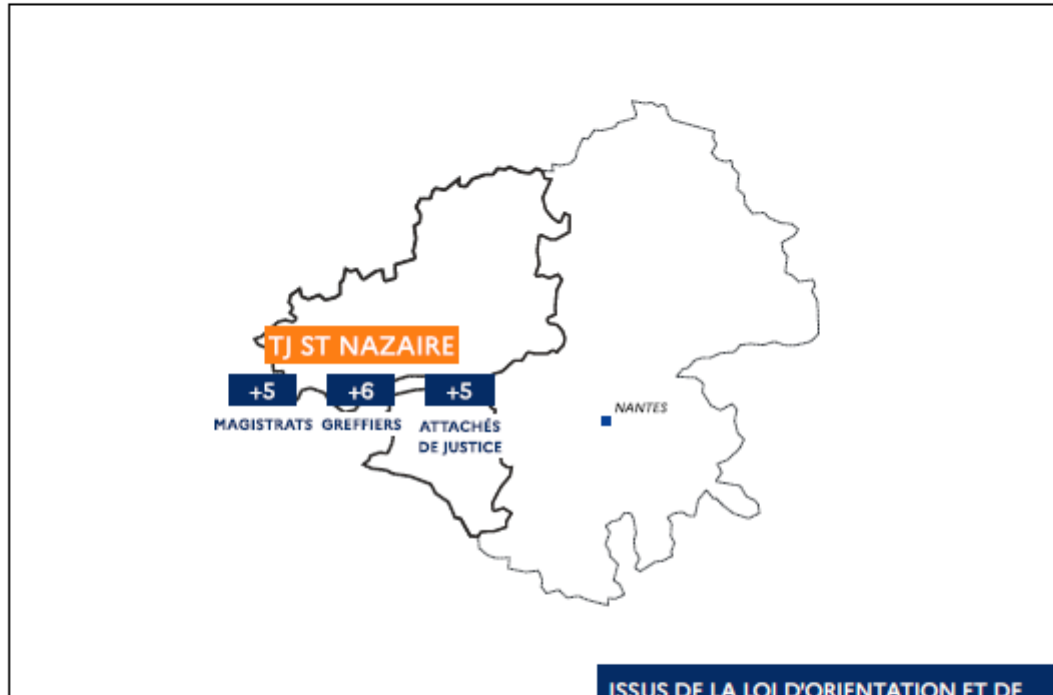 TJ ST NAZAIRE
+5 +6 +5
MAGISTRATS GREFFIERS ATTACHÉS
DE JUSTICE
NANTES
ISSUS DE LA LOI D'ORIENTATION ET DE